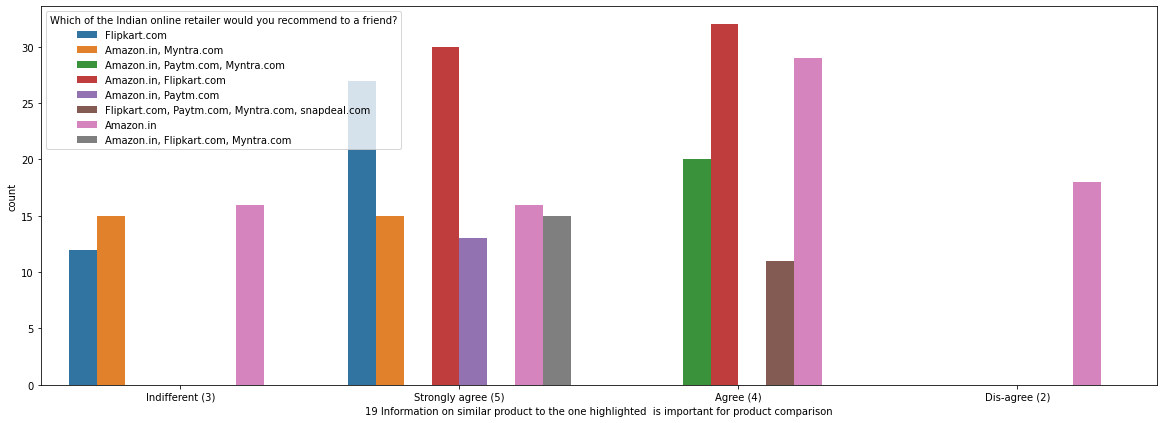 Which of the Indian online retailer would you recommend to a friend?
Flipkart.com
Amazon.in, Myntra.com
Amazon.in, Paytm.com, Myntra.com
Amazon.in, Flipkart.com
Amazon.in, Paytm.com
Flipkart.com, Paytm.com, Myntra.com, snapdeal.com
Amazon.in
Amazon.in, Flipkart.com, Myntra.com
30
25
20
15
10
5
0
count
Indifferent (3)
Strongly agree (5)
Agree (4)
Dis-agree (2)
19 Information on similar product to the one highlighted  is important for product comparison